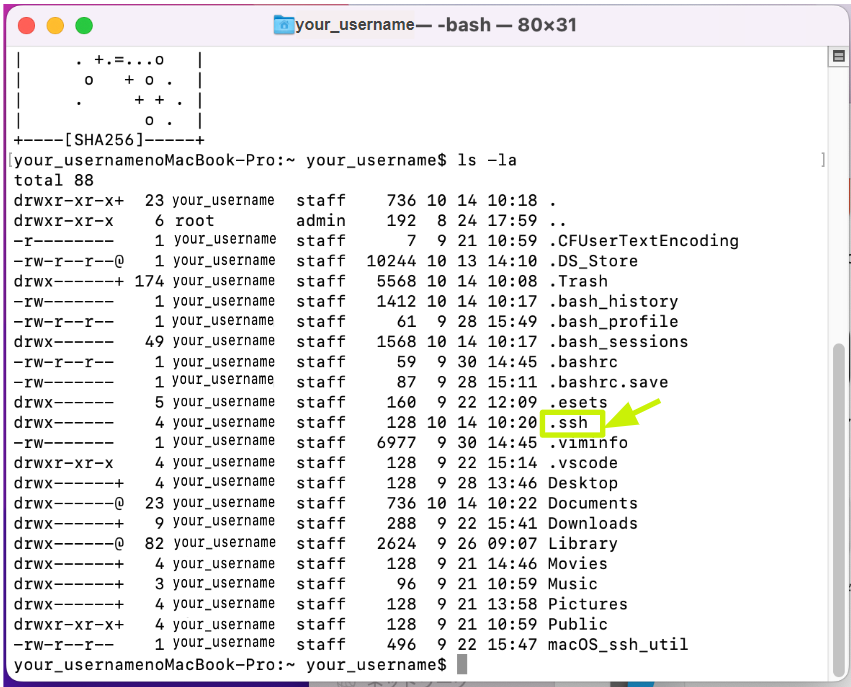 your_username— -bash — 80×31
|     . +.=...o   |
|      o   + o .  |
|     .     + + . |
|            o .  |
+----[SHA256]-----+
[your_usernamenoMacBook-Pro:~ your_username$ ls -la ]
total 88
drwxr-xr-x+  23 your_username  staff    736 10 14 10:18 .
drwxr-xr-x    6 root           admin    192  8 24 17:59 ..
-r--------    1 your_username  staff      7  9 21 10:59 .CFUserTextEncoding
-rw-r--r--@   1 your_username  staff  10244 10 13 14:10 .DS_Store
drwx------+ 174 your_username  staff   5568 10 14 10:08 .Trash
-rw-------    1 your_username  staff   1412 10 14 10:17 .bash_history
-rw-r--r--    1 your_username  staff     61  9 28 15:49 .bash_profile
drwx------   49 your_username  staff   1568 10 14 10:17 .bash_sessions
-rw-r--r--    1 your_username  staff     59  9 30 14:45 .bashrc
-rw-------    1 your_username  staff     87  9 28 15:11 .bashrc.save
drwx------    5 your_username  staff    160  9 22 12:09 .esets
drwx------    4 your_username  staff    128 10 14 10:20 .ssh
-rw-------    1 your_username  staff   6977  9 30 14:45 .viminfo
drwxr-xr-x    4 your_username  staff    128  9 22 15:14 .vscode
drwx------+   4 your_username  staff    128  9 28 13:46 Desktop
drwx------@  23 your_username  staff    736 10 14 10:22 Documents
drwx------+   9 your_username  staff    288  9 22 15:41 Downloads
drwx------@  82 your_username  staff   2624  9 26 09:07 Library
drwx------+   4 your_username  staff    128  9 21 14:46 Movies
drwx------+   3 your_username  staff     96  9 21 10:59 Music
drwx------+   4 your_username  staff    128  9 21 13:58 Pictures
drwxr-xr-x+   4 your_username  staff    128  9 21 10:59 Public
-rw-r--r--    1 your_username  staff    496  9 22 15:47 macOS_ssh_util
your_usernamenoMacBook-Pro:~ your_username$